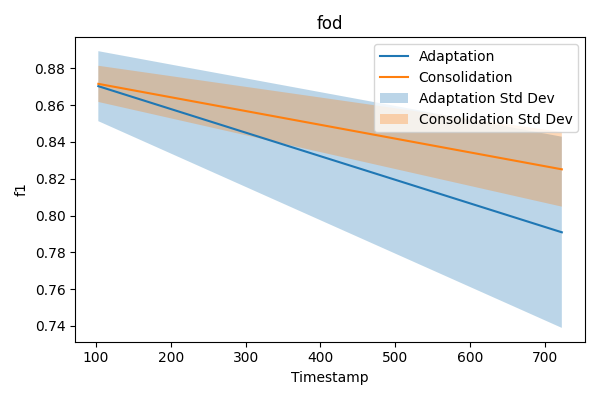 fod
Adaptation
Consolidation
Adaptation Std Dev
Consolidation Std Dev
f1
0.88
0.86
0.84
0.82
0.80
0.78
0.76
0.74
100 200 300 400 500 600 700
Timestamp